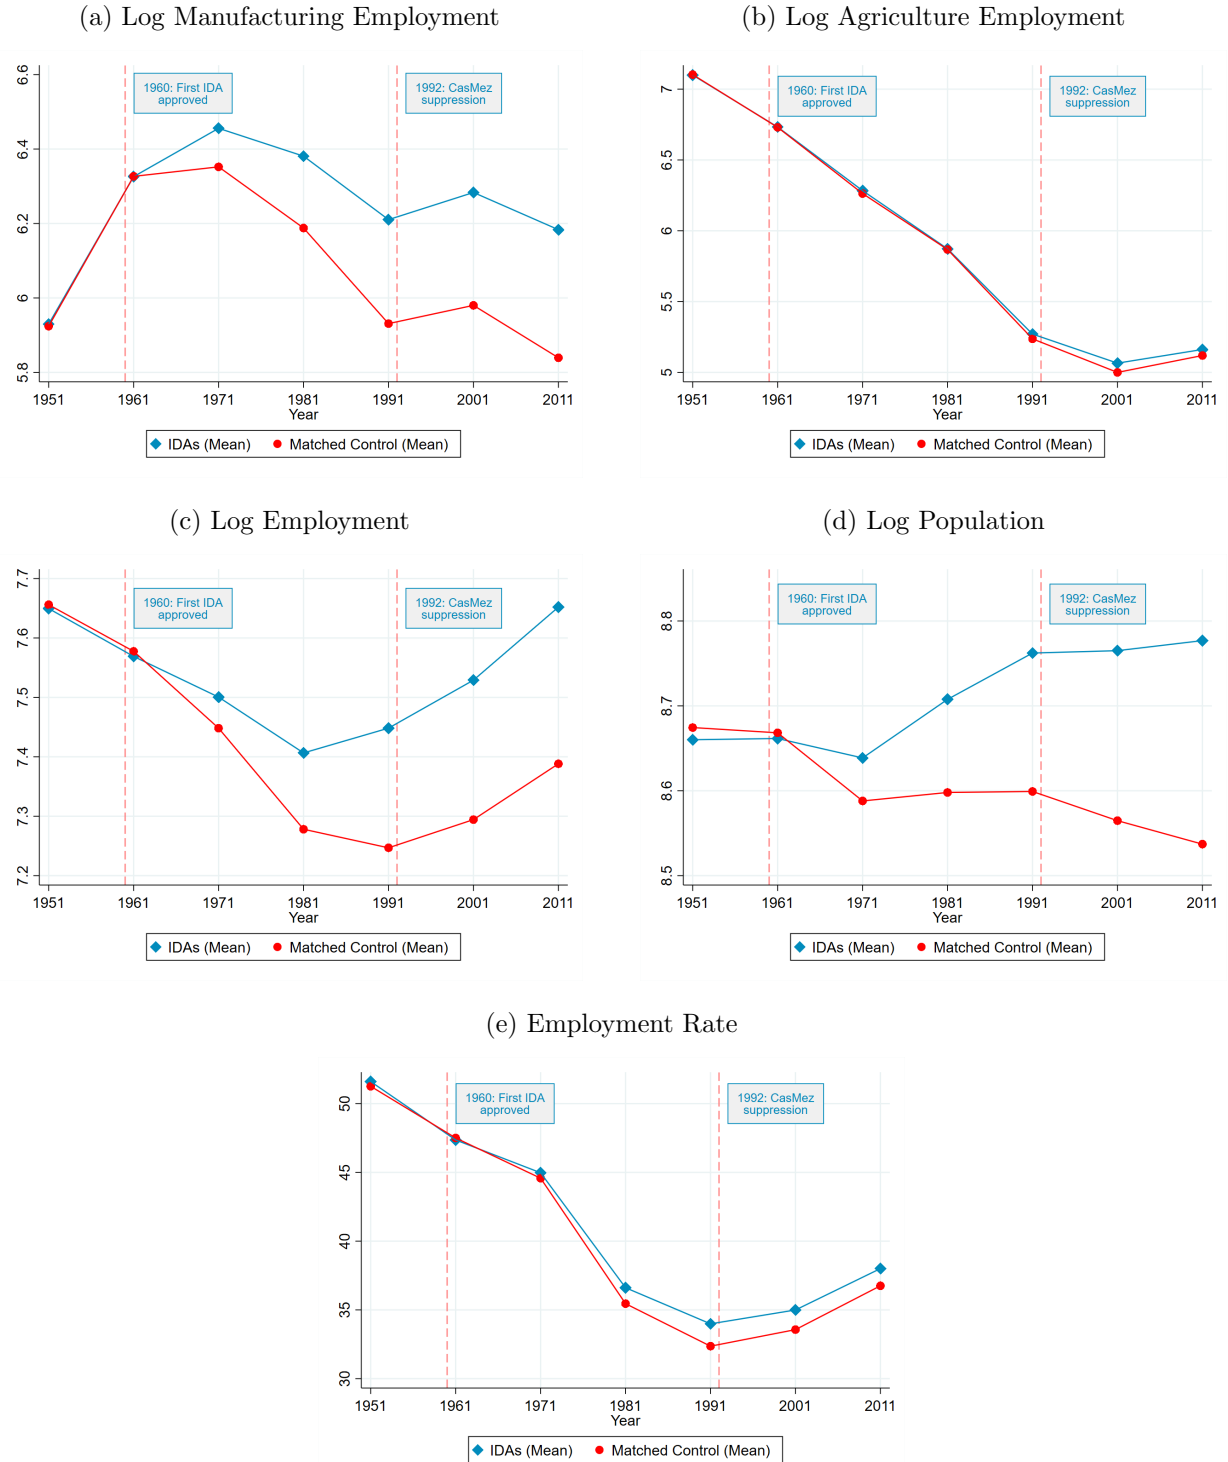 (a) Log Manufacturing Employment
6.6
6.4
6.2
6
5.8
1960: First IDA
approved
1992: CasMez
suppression
1951 1961 1971 1981 1991 2001 2011
Year
IDAs (Mean) Matched Control (Mean)
(b) Log Agriculture Employment
7
6.5
6
5.5
5
1960: First IDA
approved
1992: CasMez
suppression
1951 1961 1971 1981 1991 2001 2011
Year
IDAs (Mean) Matched Control (Mean)
(c) Log Employment
7.7
7.6
7.5
7.4
7.3
7.2
1960: First IDA
approved
1992: CasMez
suppression
1951 1961 1971 1981 1991 2001 2011
Year
IDAs (Mean) Matched Control (Mean)
(d) Log Population
8.8
8.7
8.6
8.5
1960: First IDA
approved
1992: CasMez
suppression
1951 1961 1971 1981 1991 2001 2011
Year
IDAs (Mean) Matched Control (Mean)
(e) Employment Rate
50
45
40
35
30
1960: First IDA
approved
1992: CasMez
suppression
1951 1961 1971 1981 1991 2001 2011
Year
IDAs (Mean) Matched Control (Mean)